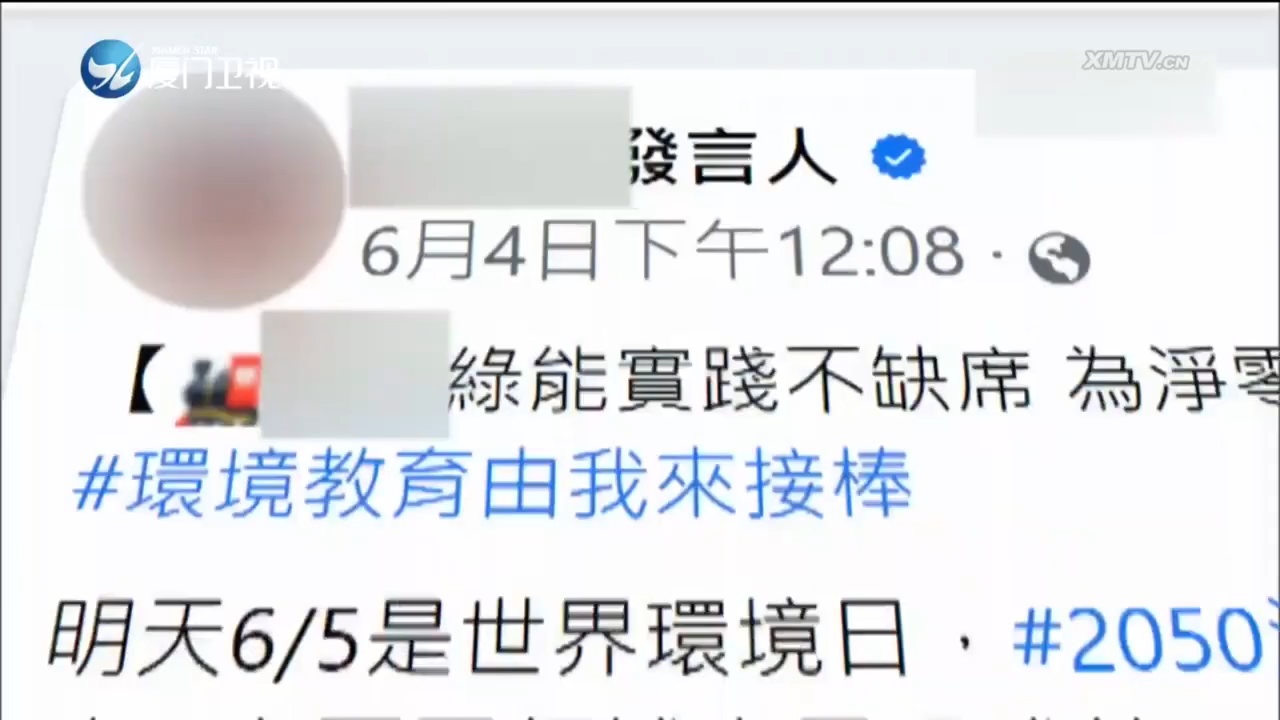 厦门卫视
XMTV.CN
發言人
6月4日下午12:08 ·
【 綠能實踐不缺席 為淨零
#環境教育由我來接棒
明天6/5是世界環境日，#2050